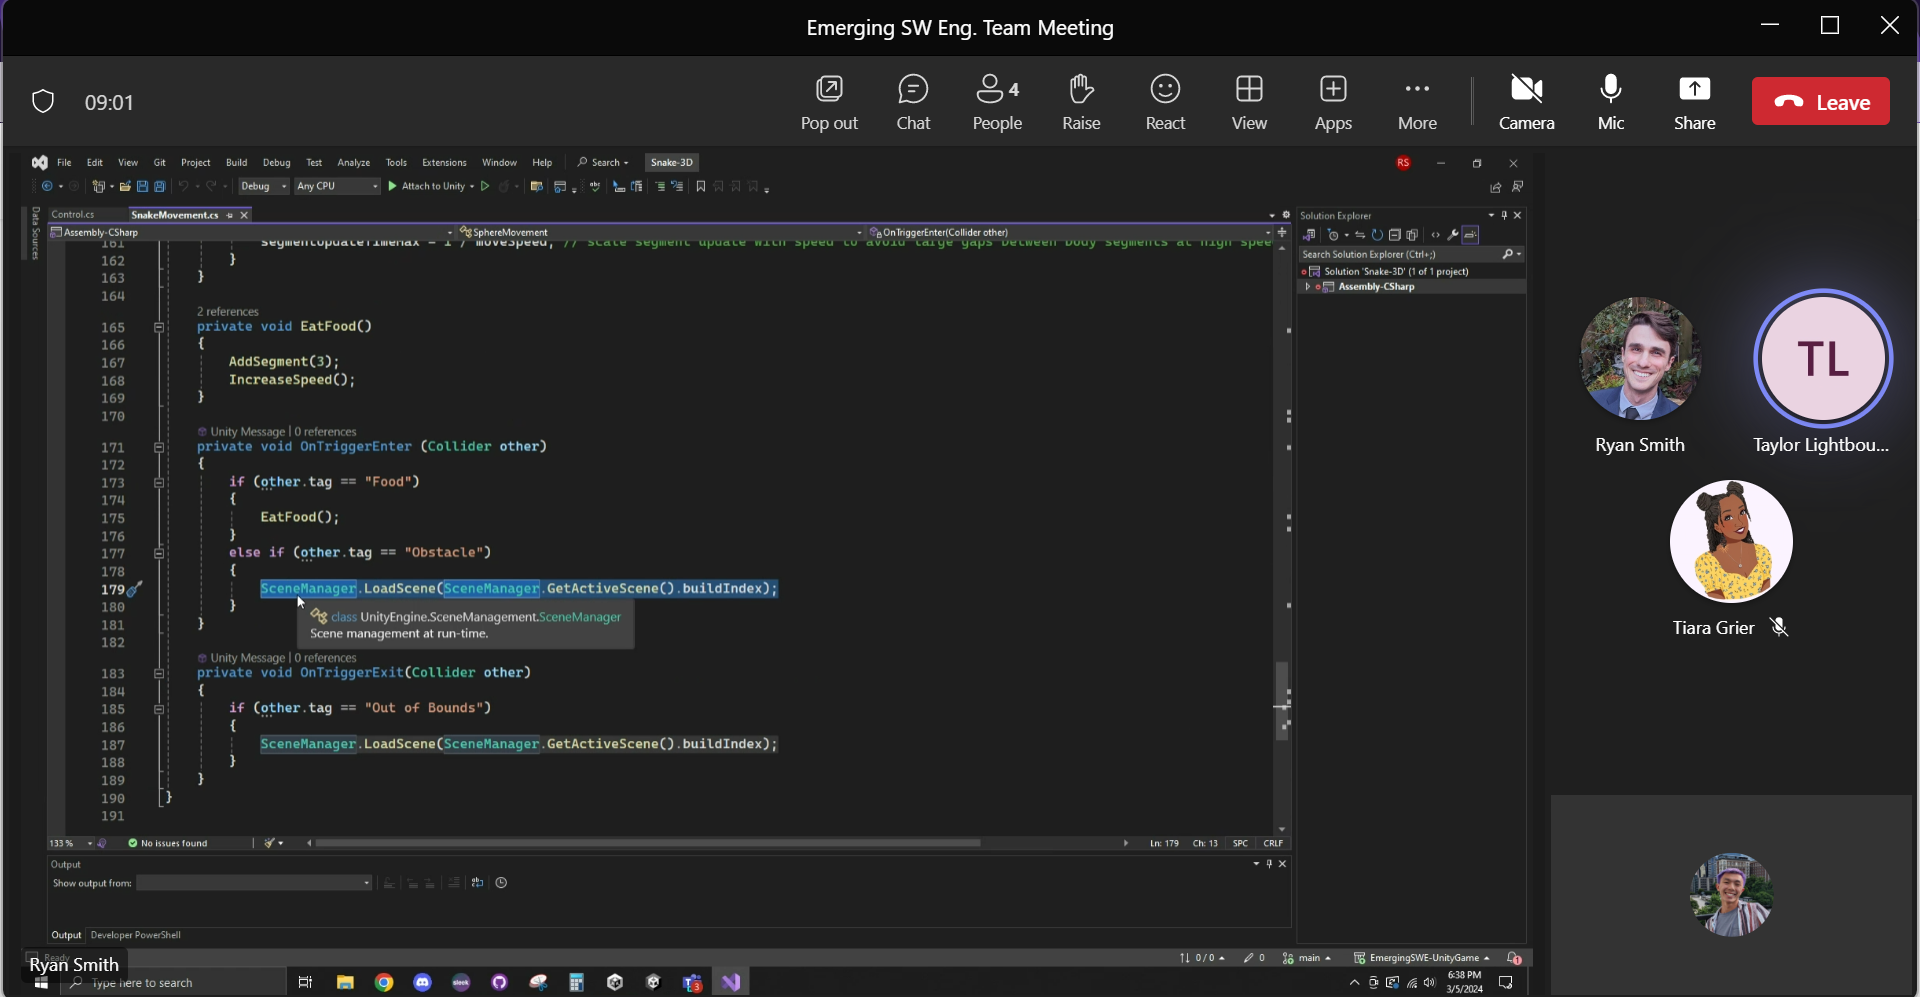 Emerging SW Eng. Team Meeting
09:01
Pop out
Chat
4
People
Raise
React
View
Apps
More
Camera
Mic
Share
Leave
File Edit View Git Project Build Debug Test Analyze Tools Extensions Window Help Search Snake-3D RS
Debug Any CPU Attach to Unity
Data Sources
Control.cs SnakeMovement.cs
Assembly-CSharp SphereMovement OnTriggerEnter(Collider other)
161 segmentUpdateTimeMax = 1 / moveSpeed; // scale segment update with speed to avoid large gaps between body segments at high spee
162 }
163 }
164
2 references
165 private void EatFood()
166 {
167 AddSegment(3);
168 IncreaseSpeed();
169 }
170
Unity Message | 0 references
171 private void OnTriggerEnter (Collider other)
172 {
173 if (other.tag == "Food")
174 {
175 EatFood();
176 }
177 else if (other.tag == "Obstacle")
178 {
179 SceneManager.LoadScene(SceneManager.GetActiveScene().buildIndex);
180 }
class UnityEngine.SceneManagement.SceneManager
Scene management at run-time.
181 }
182
Unity Message | 0 references
183 private void OnTriggerExit(Collider other)
184 {
185 if (other.tag == "Out of Bounds")
186 {
187 SceneManager.LoadScene(SceneManager.GetActiveScene().buildIndex);
188 }
189 }
190 }
191
133 % No issues found Ln: 179 Ch: 13 SPC CRLF
Output
Show output from:
Output Developer PowerShell
Solution Explorer
Search Solution Explorer (Ctrl+;)
Solution 'Snake-3D' (1 of 1 project)
Assembly-CSharp
Ready
0 / 0 0 main EmergingSWE-UnityGame 1
Ryan Smith
Type here to search
sleek
3
6:38 PM
3/5/2024
Ryan Smith
TL
Taylor Lightbou...
Tiara Grier